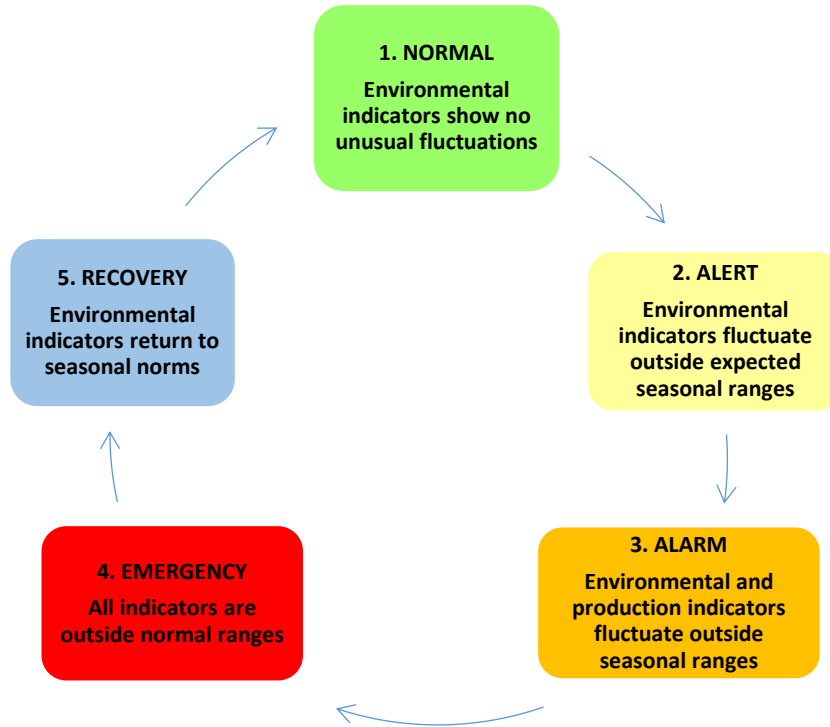 1. NORMAL
Environmental
indicators show no
unusual fluctuations
2. ALERT
Environmental
indicators fluctuate
outside expected
seasonal ranges
3. ALARM
Environmental and
production indicators
fluctuate outside
seasonal ranges
4. EMERGENCY
All indicators are
outside normal ranges
5. RECOVERY
Environmental
indicators return to
seasonal norms